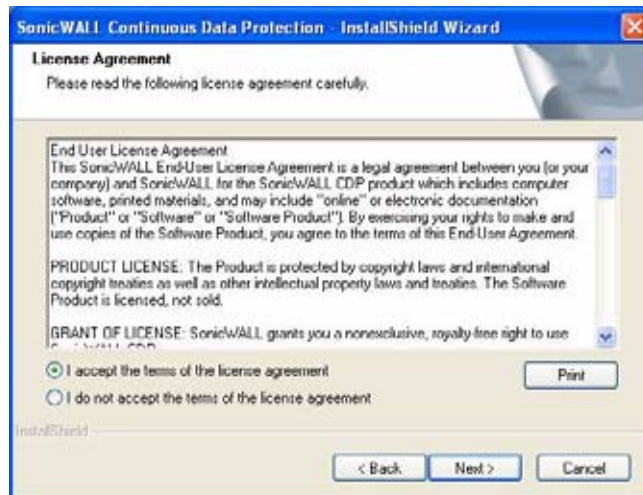 SonicWALL Continuous Data Protection - InstallShield Wizard
License Agreement
Please read the following license agreement carefully.
End User License Agreement
This SonicWALL End-User License Agreement is a legal agreement between you (or your
company) and SonicWALL for the SonicWALL CDP product which includes computer
software, printed materials, and may include "online" or electronic documentation
("Product" or "Software" or "Software Product"). By exercising your rights to make and
use copies of the Software Product, you agree to the terms of this End-User Agreement.
PRODUCT LICENSE: The Product is protected by copyright laws and international
copyright treaties as well as other intellectual property laws and treaties. The Software
Product is licensed, not sold.
GRANT OF LICENSE: SonicWALL grants you a nonexclusive, royalty-free right to use
I accept the terms of the license agreement
Print
I do not accept the terms of the license agreement
InstallShield
< Back
Next >
Cancel